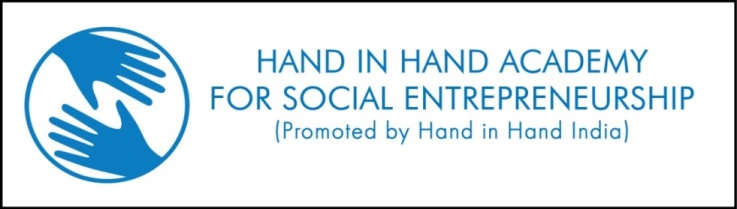 HAND IN HAND ACADEMY
FOR SOCIAL ENTREPRENEURSHIP
(Promoted by Hand in Hand India)